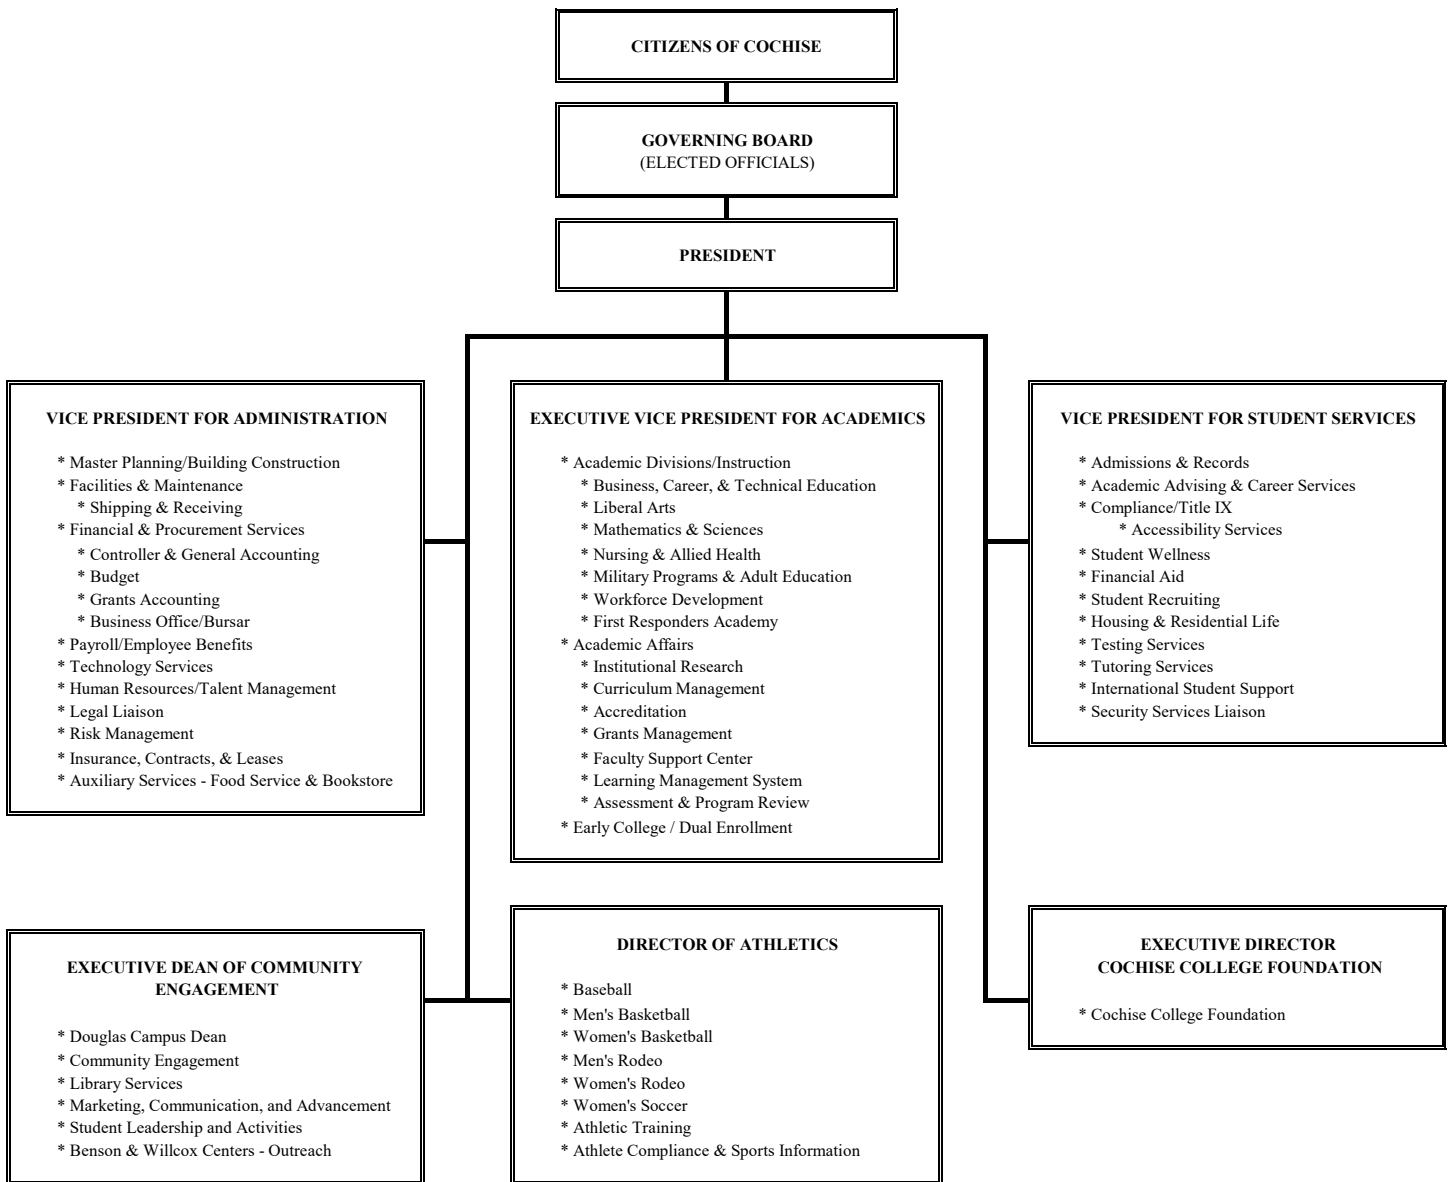 CITIZENS OF COCHISE
GOVERNING BOARD
(ELECTED OFFICIALS)
PRESIDENT
VICE PRESIDENT FOR ADMINISTRATION
* Master Planning/Building Construction
* Facilities & Maintenance
* Shipping & Receiving
* Financial & Procurement Services
* Controller & General Accounting
* Budget
* Grants Accounting
* Business Office/Bursar
* Payroll/Employee Benefits
* Technology Services
* Human Resources/Talent Management
* Legal Liaison
* Risk Management
* Insurance, Contracts, & Leases
* Auxiliary Services - Food Service & Bookstore
EXECUTIVE VICE PRESIDENT FOR ACADEMICS
* Academic Divisions/Instruction
* Business, Career, & Technical Education
* Liberal Arts
* Mathematics & Sciences
* Nursing & Allied Health
* Military Programs & Adult Education
* Workforce Development
* First Responders Academy
* Academic Affairs
* Institutional Research
* Curriculum Management
* Accreditation
* Grants Management
* Faculty Support Center
* Learning Management System
* Assessment & Program Review
* Early College / Dual Enrollment
VICE PRESIDENT FOR STUDENT SERVICES
* Admissions & Records
* Academic Advising & Career Services
* Compliance/Title IX
* Accessibility Services
* Student Wellness
* Financial Aid
* Student Recruiting
* Housing & Residential Life
* Testing Services
* Tutoring Services
* International Student Support
* Security Services Liaison
EXECUTIVE DEAN OF COMMUNITY
ENGAGEMENT
* Douglas Campus Dean
* Community Engagement
* Library Services
* Marketing, Communication, and Advancement
* Student Leadership and Activities
* Benson & Willcox Centers - Outreach
DIRECTOR OF ATHLETICS
* Baseball
* Men's Basketball
* Women's Basketball
* Men's Rodeo
* Women's Rodeo
* Women's Soccer
* Athletic Training
* Athlete Compliance & Sports Information
EXECUTIVE DIRECTOR
COCHISE COLLEGE FOUNDATION
* Cochise College Foundation